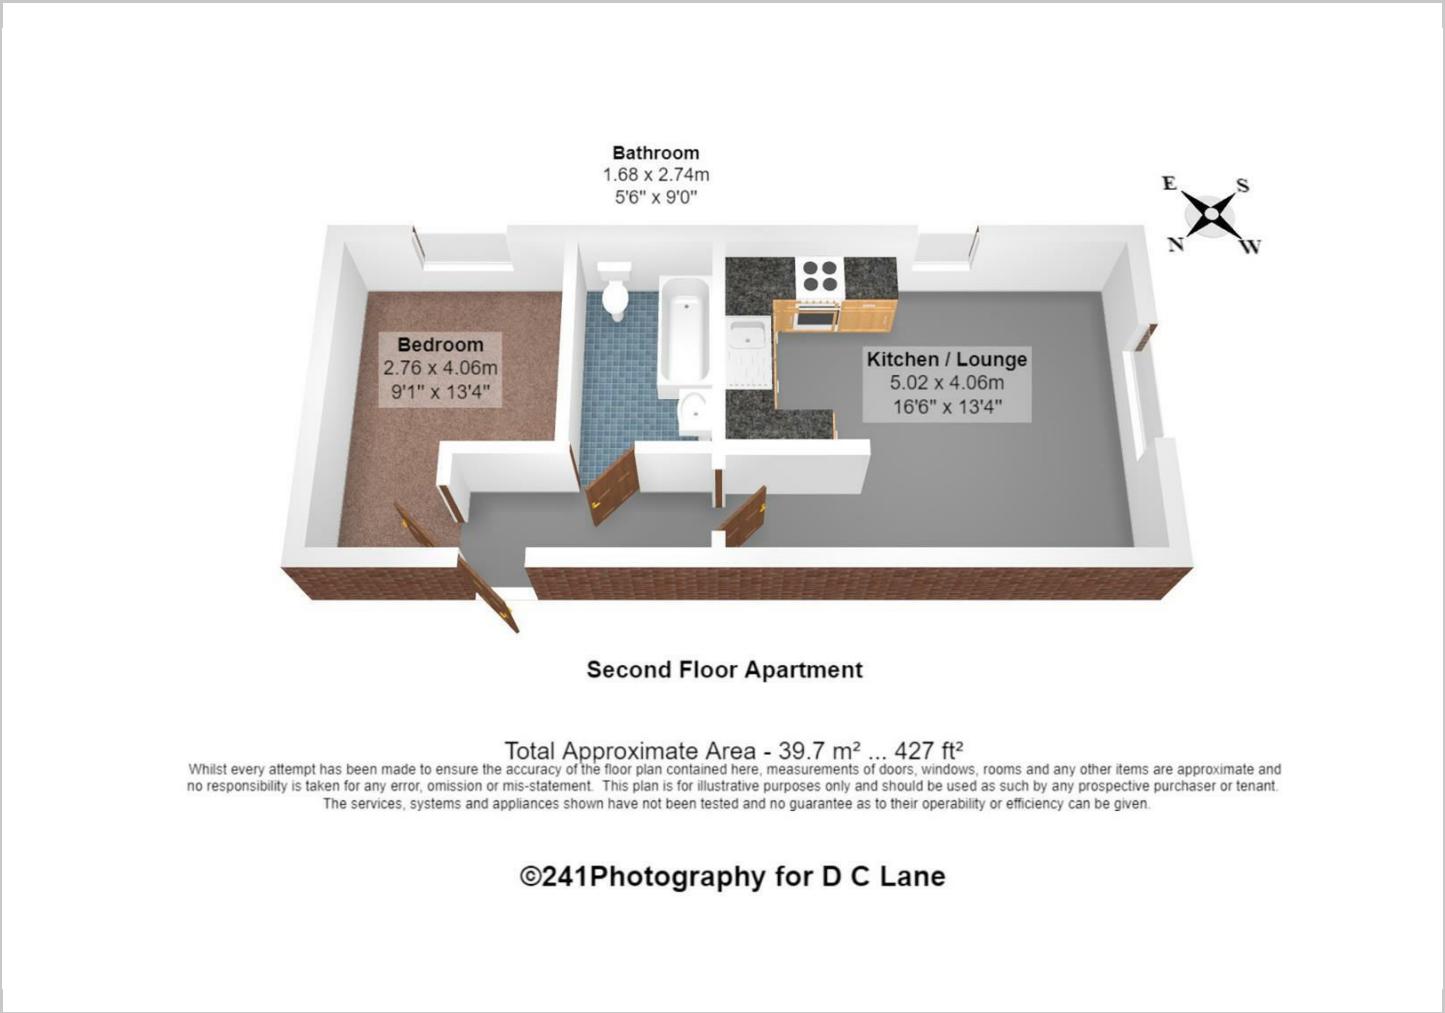 Bathroom
1.68 x 2.74m
5'6" x 9'0"
E
S
N
W
Bedroom
2.76 x 4.06m
9'1" x 13'4"
Kitchen / Lounge
5.02 x 4.06m
16'6" x 13'4"
Second Floor Apartment
Total Approximate Area - 39.7 m² ... 427 ft²
Whilst every attempt has been made to ensure the accuracy of the floor plan contained here, measurements of doors, windows, rooms and any other items are approximate and
no responsibility is taken for any error, omission or mis-statement.  This plan is for illustrative purposes only and should be used as such by any prospective purchaser or tenant.
The services, systems and appliances shown have not been tested and no guarantee as to their operability or efficiency can be given.
©241Photography for D C Lane